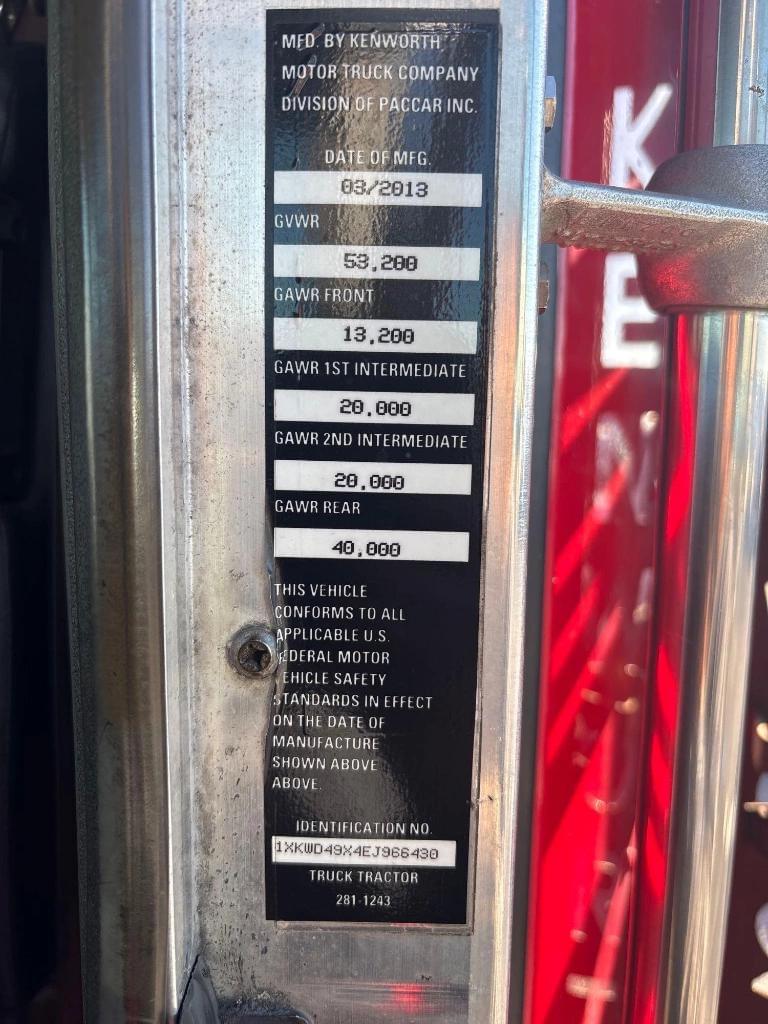 MFD. BY KENWORTH
MOTOR TRUCK COMPANY
DIVISION OF PACCAR INC.
DATE OF MFG.
03/2013
GVWR
53,200
GAWR FRONT
13,200
GAWR 1ST INTERMEDIATE
20,000
GAWR 2ND INTERMEDIATE
20,000
GAWR REAR
40,000
THIS VEHICLE
CONFORMS TO ALL
APPLICABLE U.S.
FEDERAL MOTOR
VEHICLE SAFETY
STANDARDS IN EFFECT
ON THE DATE OF
MANUFACTURE
SHOWN ABOVE
ABOVE.
IDENTIFICATION NO.
1XKWD49X4EJ966430
TRUCK TRACTOR
281-1243
KE